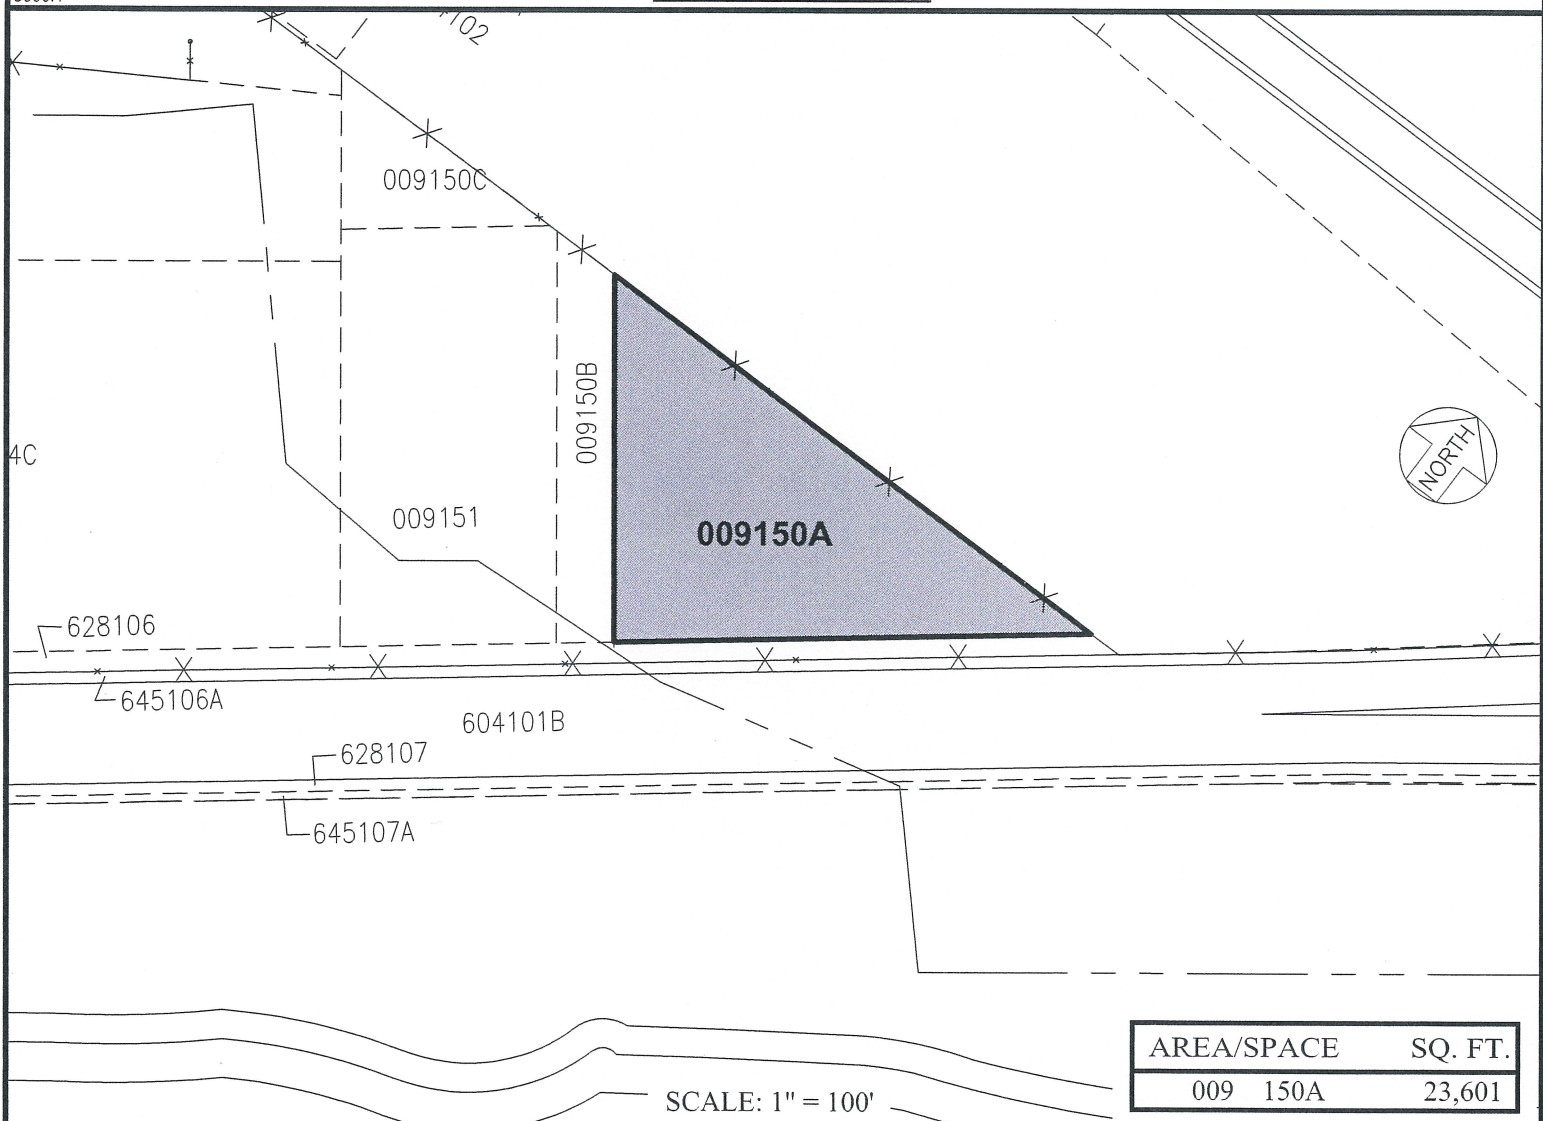 1102
009150C
009150B
4C
NORTH
009151
009150A
628106
645106A
604101B
628107
645107A
AREA/SPACE SQ. FT.
009 150A 23,601
SCALE: 1" = 100'